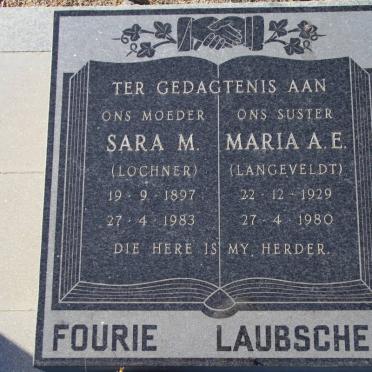 TER GEDAGTENIS AAN
ONS MOEDER
SARA M.
(LOCHNER)
19 · 9 · 1897
27 · 4 · 1983
ONS SUSTER
MARIA A. E.
(LANGEVELDT)
22 · 12 · 1929
27 · 4 · 1980
DIE HERE IS MY HERDER.
FOURIE LAUBSCHE